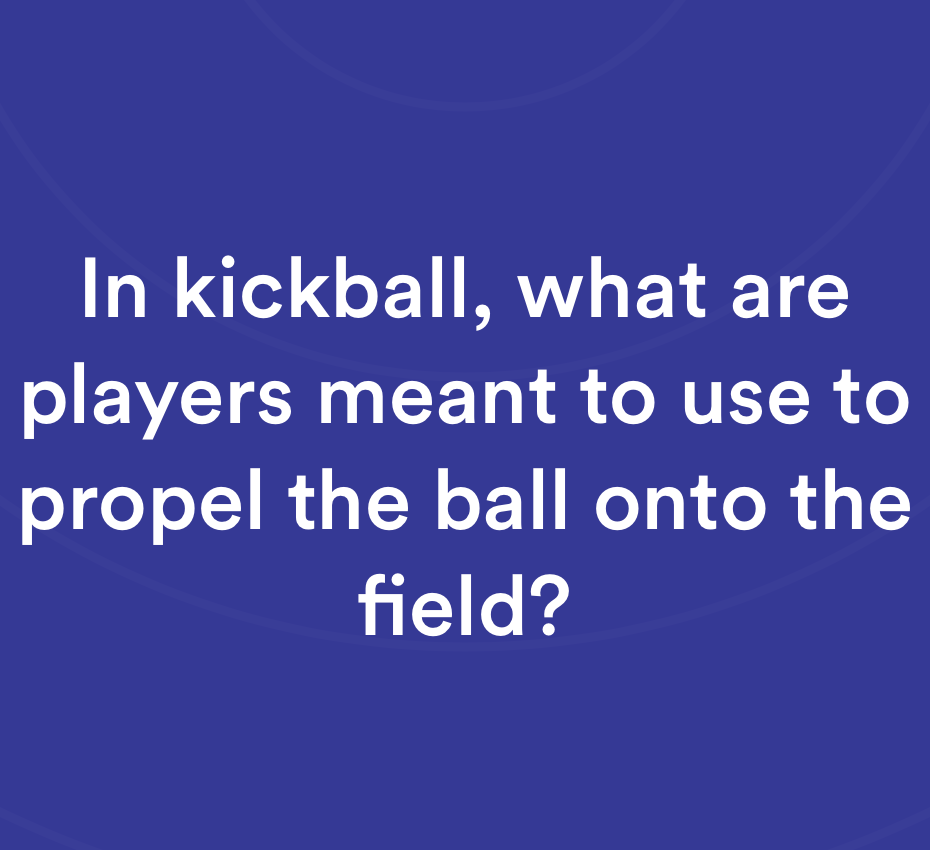 In kickball, what are
players meant to use to
propel the ball onto the
field?